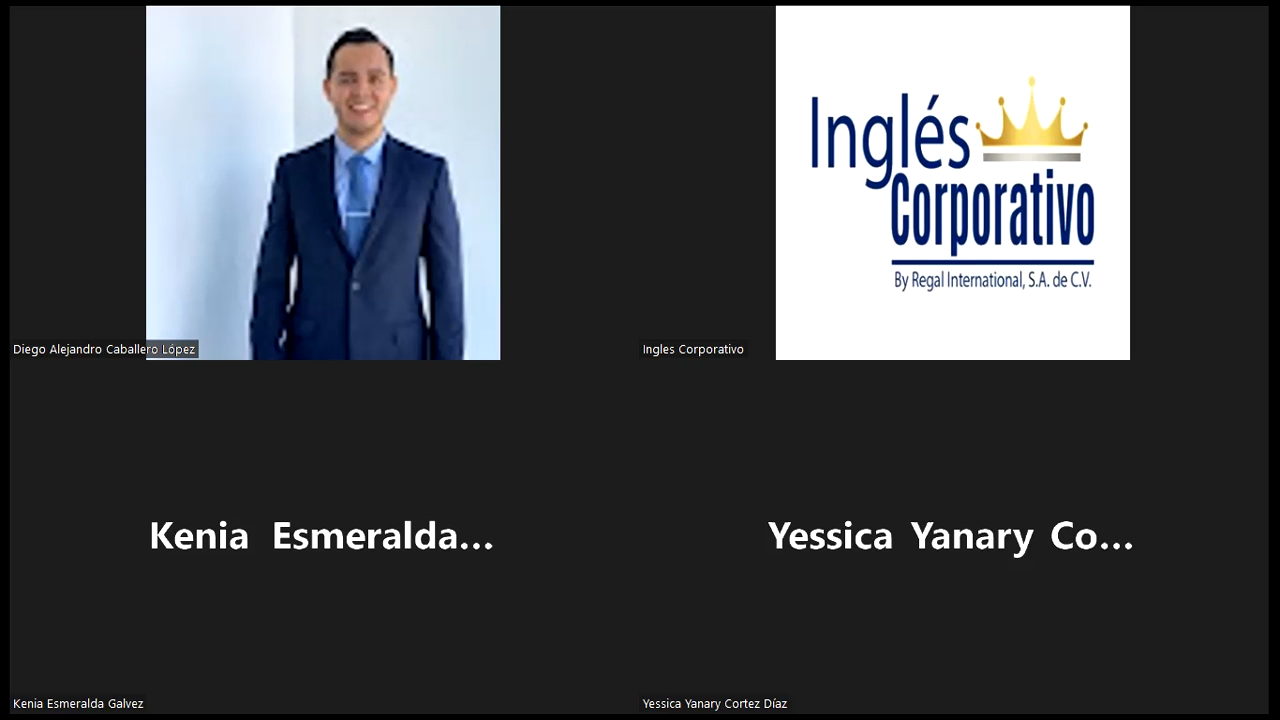 Diego Alejandro Caballero López
Inglés
Corporativo
By Regal International, S.A. de C.V.
Ingles Corporativo
Kenia Esmeralda...
Kenia Esmeralda Galvez
Yessica Yanary Co...
Yessica Yanary Cortez Díaz